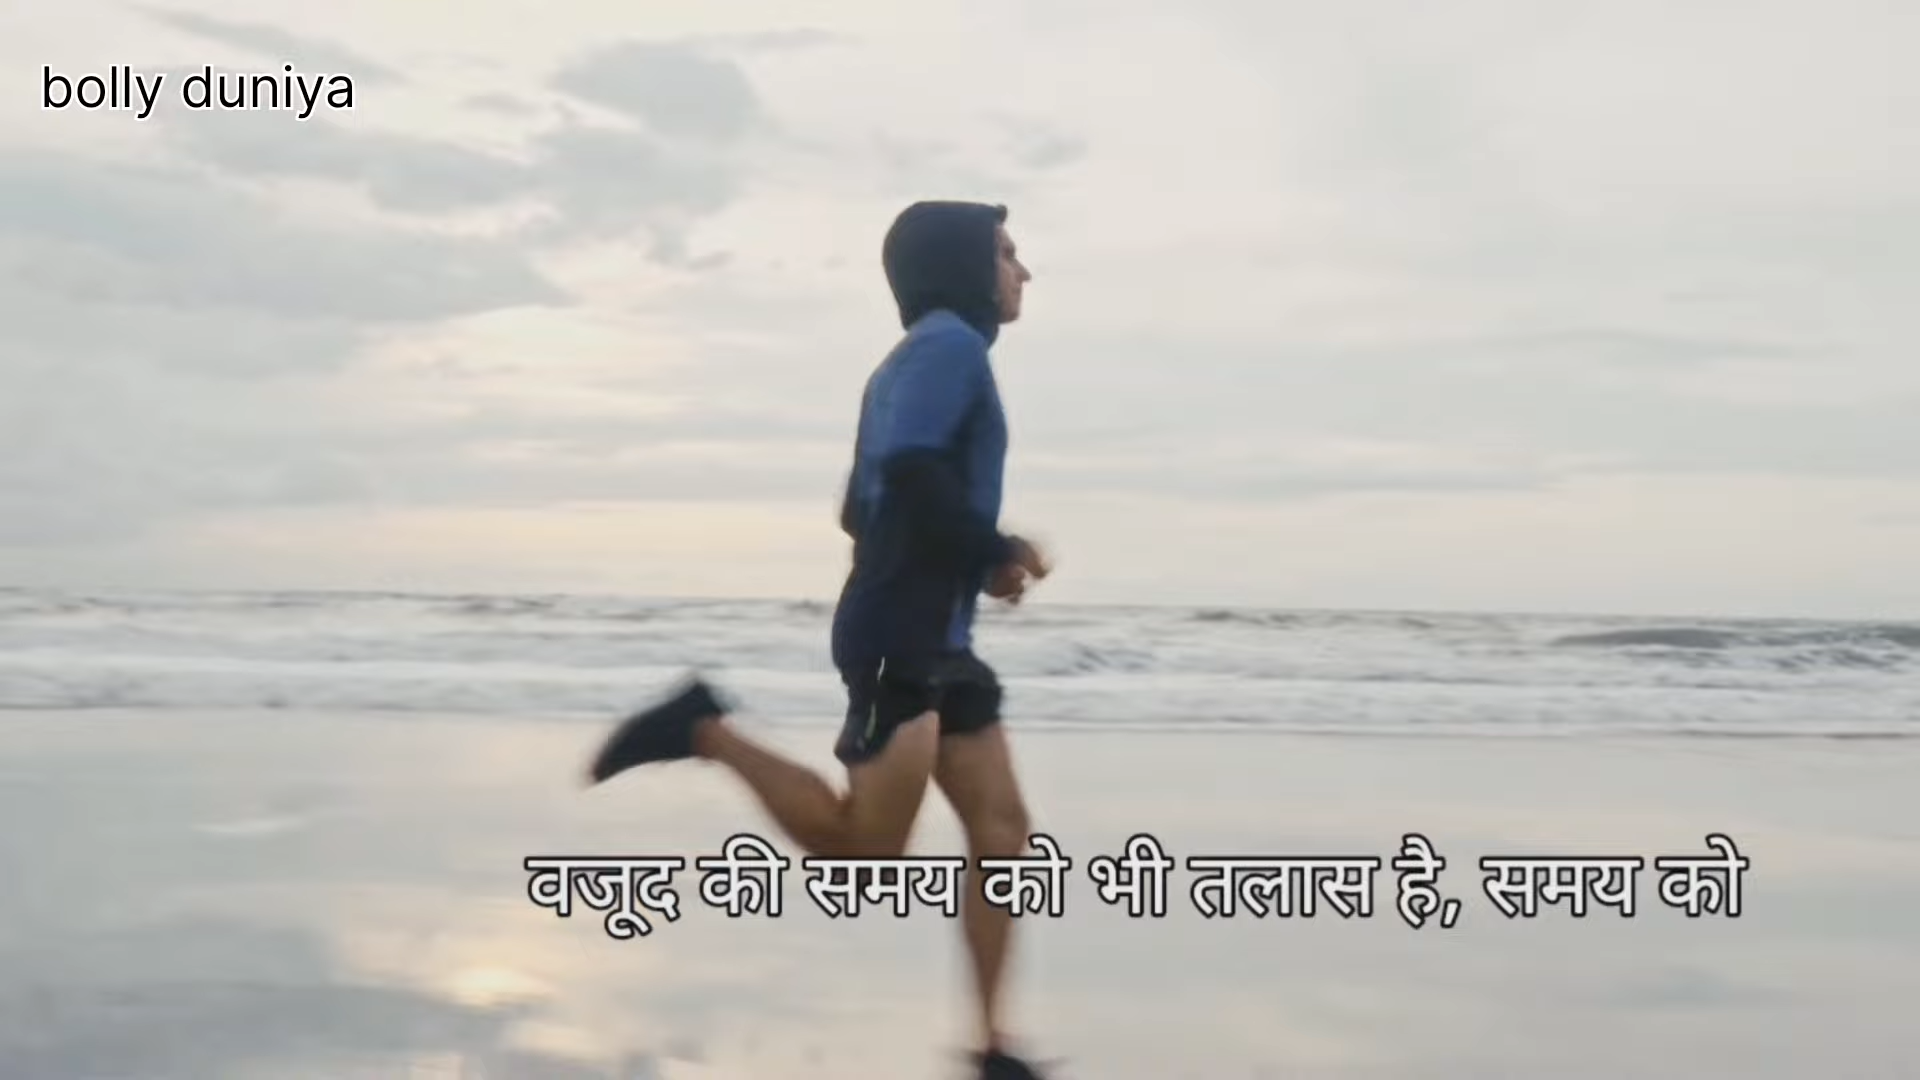 bolly duniya
वजूद की समय को भी तलास है, समय को